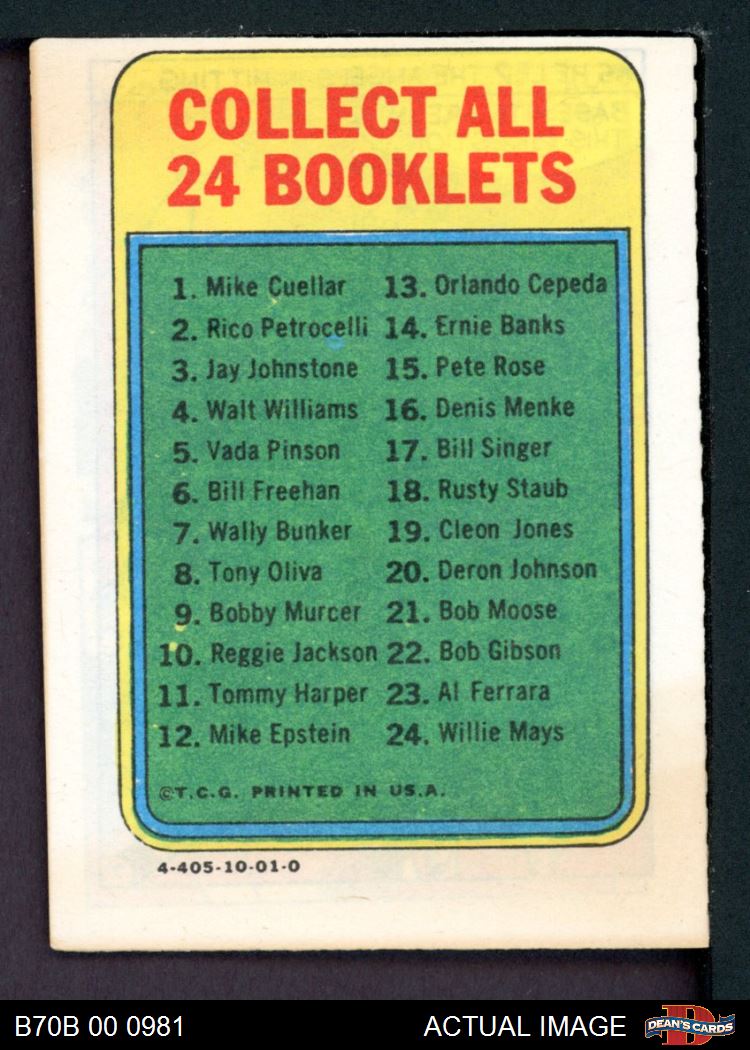 COLLECT ALL
24 BOOKLETS
1. Mike Cuellar
2. Rico Petrocelli
3. Jay Johnstone
4. Walt Williams
5. Vada Pinson
6. Bill Freehan
7. Wally Bunker
8. Tony Oliva
9. Bobby Murcer
10. Reggie Jackson
11. Tommy Harper
12. Mike Epstein
13. Orlando Cepeda
14. Ernie Banks
15. Pete Rose
16. Denis Menke
17. Bill Singer
18. Rusty Staub
19. Cleon Jones
20. Deron Johnson
21. Bob Moose
22. Bob Gibson
23. Al Ferrara
24. Willie Mays
©T.C.G. PRINTED IN U.S.A.
4-405-10-01-0
B70B 00 0981
ACTUAL IMAGE
DEAN'S CARDS